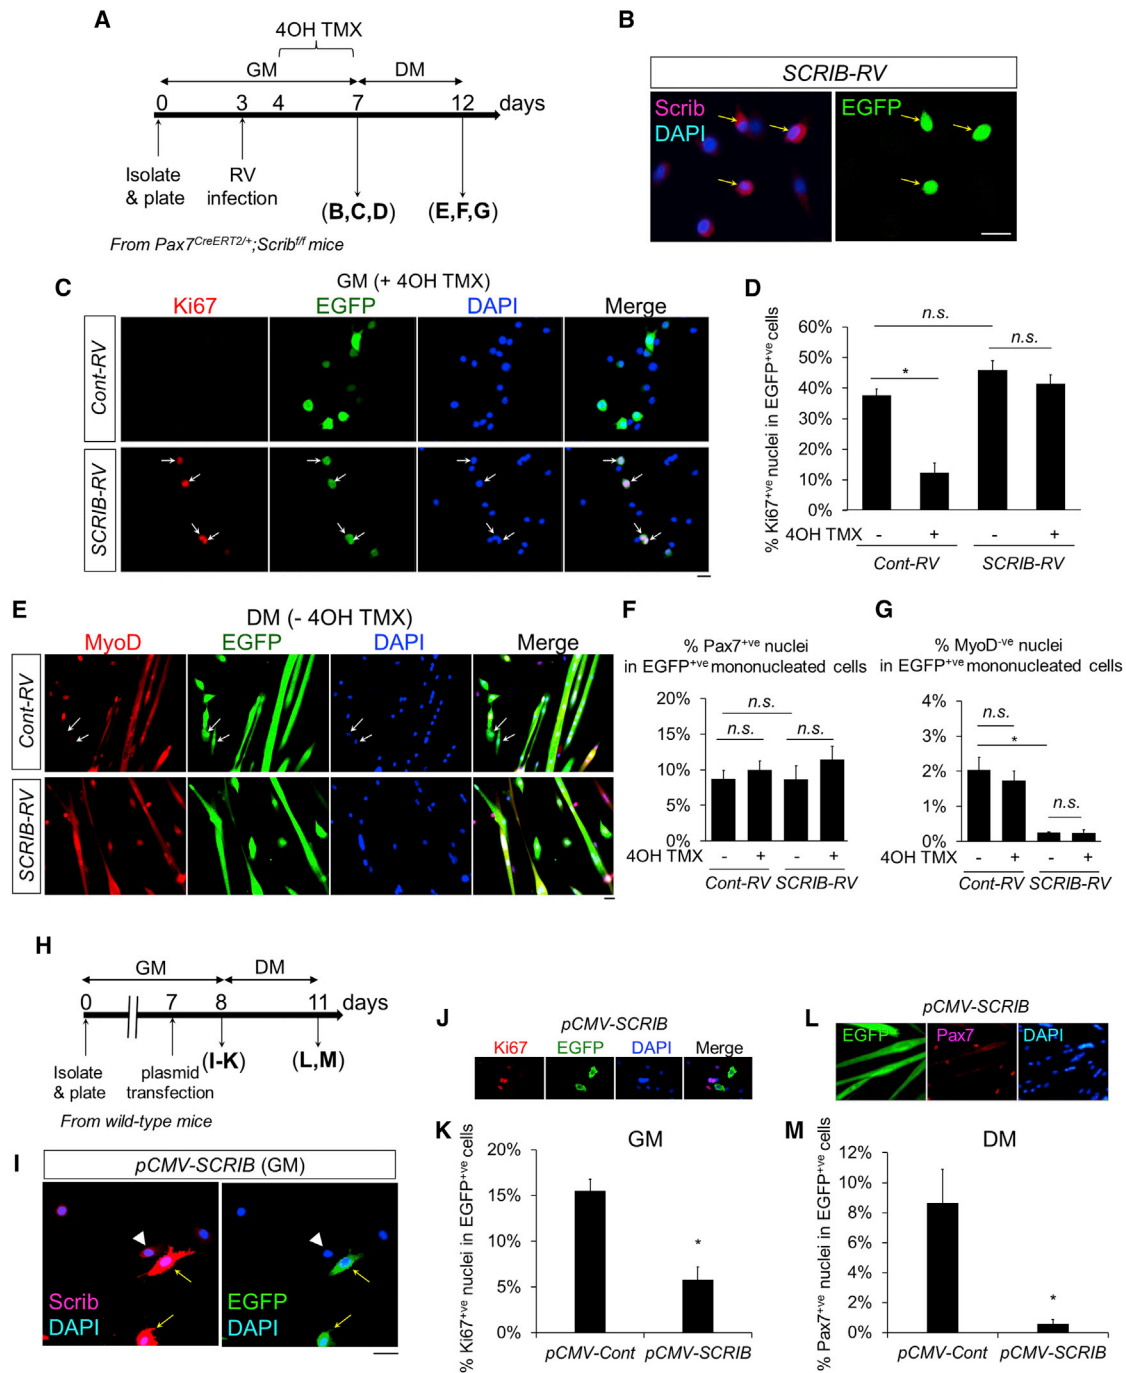 A
4OH TMX
GM DM
0 3 4 7 12 days
Isolate
& plate
RV
infection
(B,C,D) (E,F,G)
From Pax7CreERT2/+;Scribf/f mice
B
SCRIB-RV
Scrib
DAPI
EGFP
C
GM (+ 4OH TMX)
Ki67 EGFP DAPI Merge
Cont-RV
SCRIB-RV
D
% Ki67+ve nuclei in EGFP+ve cells
60%
50%
40%
30%
20%
10%
0%
n.s.
n.s.
*
4OH TMX - + - +
Cont-RV SCRIB-RV
E
DM (- 4OH TMX)
MyoD EGFP DAPI Merge
Cont-RV
SCRIB-RV
F
% Pax7+ve nuclei
in EGFP+ve mononucleated cells
20%
15%
10%
5%
0%
n.s.
n.s. n.s.
4OH TMX - + - +
Cont-RV SCRIB-RV
G
% MyoD-ve nuclei
in EGFP+ve mononucleated cells
4%
3%
2%
1%
0%
n.s.
*
n.s.
4OH TMX - + - +
Cont-RV SCRIB-RV
H
GM DM
0 7 8 11 days
Isolate
& plate
plasmid
transfection
(I-K) (L,M)
From wild-type mice
I
pCMV-SCRIB (GM)
Scrib
DAPI
EGFP
DAPI
J
pCMV-SCRIB
Ki67 EGFP DAPI Merge
K
GM
% Ki67+ve nuclei in EGFP+ve cells
20%
15%
10%
5%
0%
*
pCMV-Cont pCMV-SCRIB
L
pCMV-SCRIB
EGFP Pax7 DAPI
M
DM
% Pax7+ve nuclei in EGFP+ve cells
12%
10%
8%
6%
4%
2%
0%
*
pCMV-Cont pCMV-SCRIB